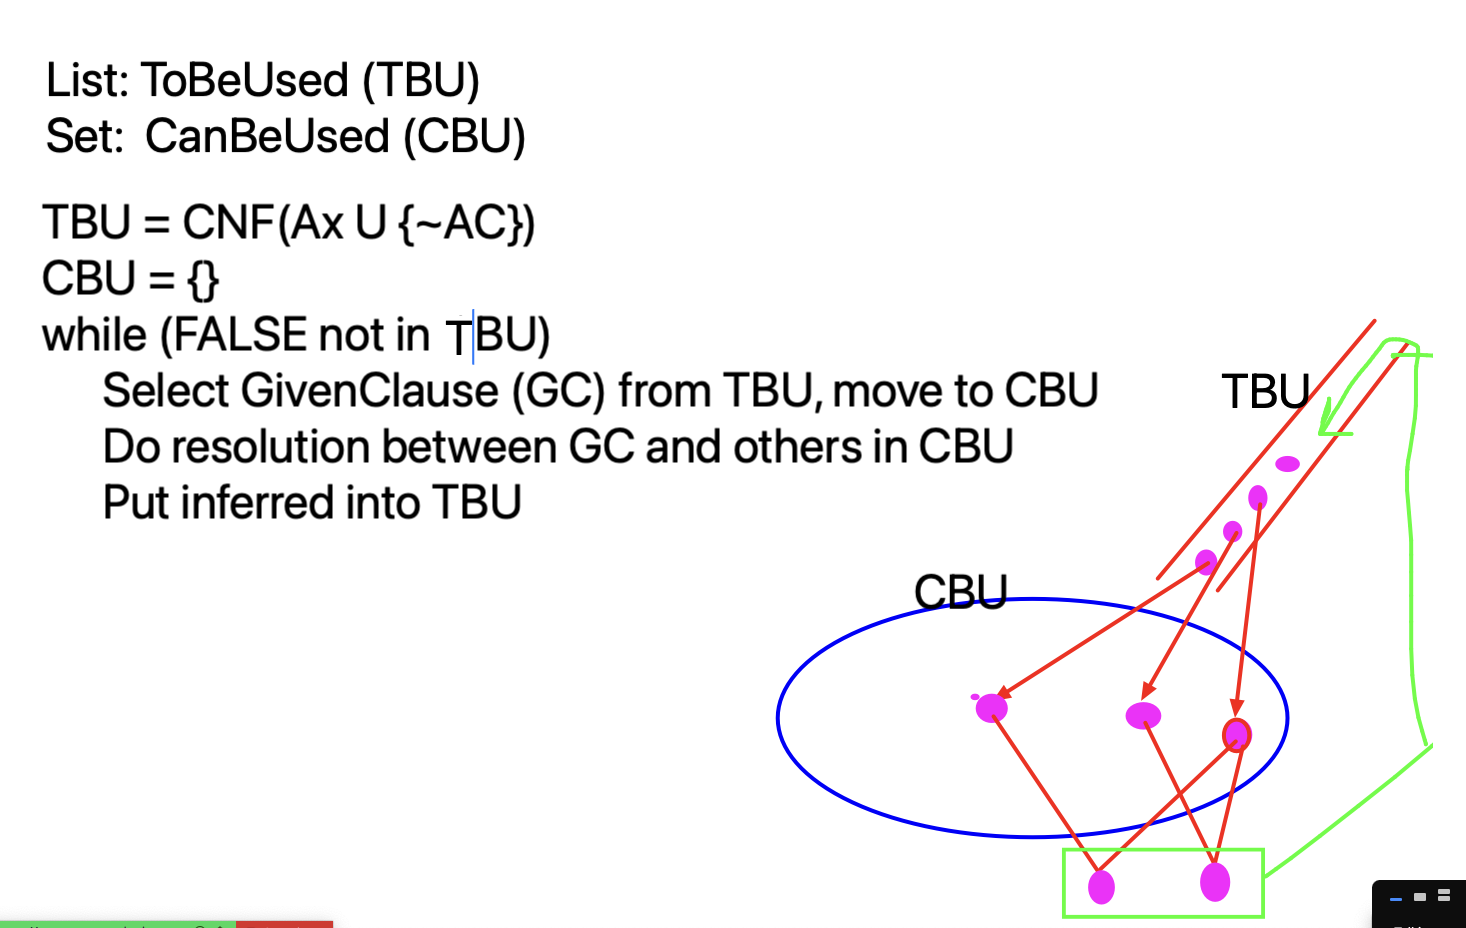 List: ToBeUsed (TBU)
Set: CanBeUsed (CBU)
TBU = CNF(Ax U {~AC})
CBU = {}
while (FALSE not in TBU)
Select GivenClause (GC) from TBU, move to CBU
Do resolution between GC and others in CBU
Put inferred into TBU
TBU
CBU